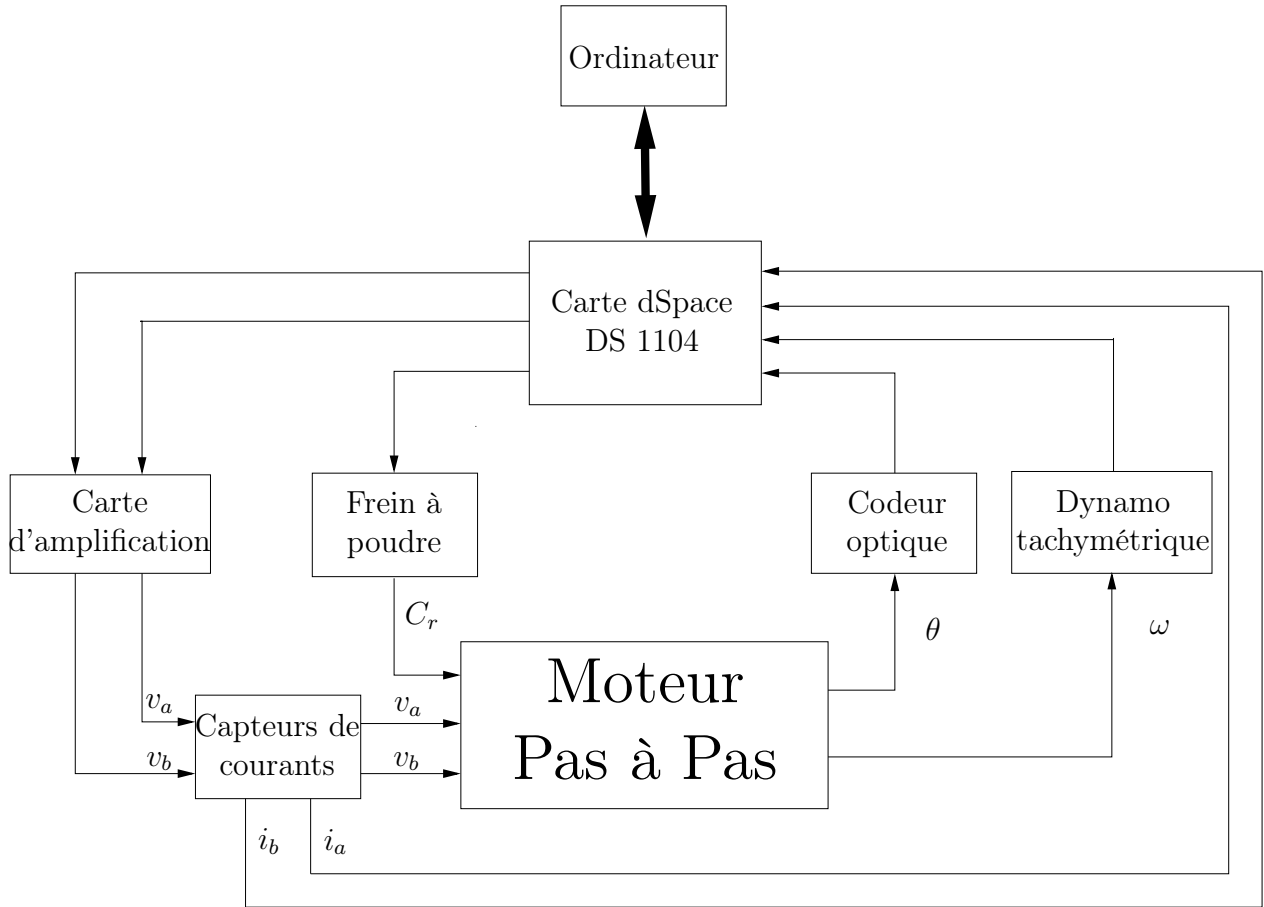 Ordinateur
Carte dSpace
DS 1104
Carte
d'amplification
Frein à
poudre
Codeur
optique
Dynamo
tachymétrique
C_r
θ
ω
Moteur
Pas à Pas
v_a
v_b
Capteurs de
courants
v_a
v_b
i_b
i_a